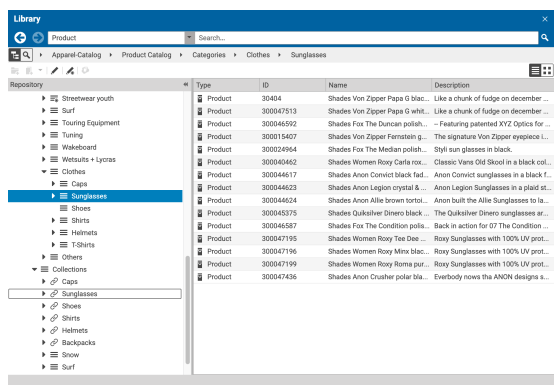 Library
Product
Search...
Apparel-Catalog Product Catalog Categories Clothes Sunglasses
Repository
Streetwear youth
Surf
Touring Equipment
Tuning
Wakeboard
Wetsuits + Lycras
Clothes
Caps
Sunglasses
Shoes
Shirts
Helmets
T-Shirts
Others
Collections
Caps
Sunglasses
Shoes
Shirts
Helmets
Backpacks
Snow
Surf
Type ID Name Description
Product 30404 Shades Von Zipper Papa G blac... Like a chunk of fudge on december ...
Product 300047513 Shades Von Zipper Papa G whit... Like a chunk of fudge on december ...
Product 300046592 Shades Fox The Duncan polish... -- Featuring patented XYZ Optics for ...
Product 300015407 Shades Von Zipper Fernstein g... The signature Von Zipper eyepiece i...
Product 300024964 Shades Fox The Median polish... Styli sun glasses in black.
Product 300040462 Shades Women Roxy Carla rox... Classic Vans Old Skool in a black col...
Product 300044617 Shades Anon Convict black fad... Anon Convict sunglasses in a black f...
Product 300044623 Shades Anon Legion crystal & ... Anon Legion Sunglasses in a plaid st...
Product 300044624 Shades Anon Allie brown tortoi... Anon built the Allie Sunglasses to la...
Product 300045375 Shades Quiksilver Dinero black ... The Quiksilver Dinero sunglasses ar...
Product 300046587 Shades Fox The Condition polis... Back in action for 07 The Condition ...
Product 300047195 Shades Women Roxy Tee Dee ... Roxy Sunglasses with 100% UV prot...
Product 300047196 Shades Women Roxy Minx blac... Roxy Sunglasses with 100% UV prot...
Product 300047199 Shades Women Roxy Roma pur... Roxy Sunglasses with 100% UV prot...
Product 300047436 Shades Anon Crusher polar bla... Everbody nows tha ANON designs s...